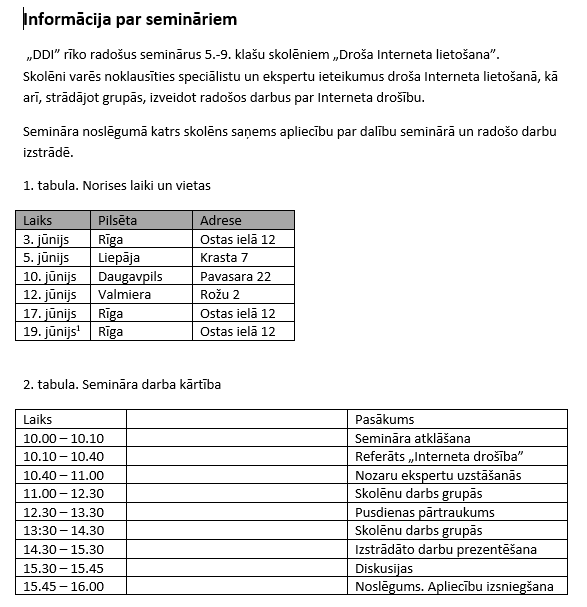 Informācija par semināriem
„DDI” rīko radošus seminārus 5.-9. klašu skolēniem „Droša Interneta lietošana”.
Skolēni varēs noklausīties speciālistu un ekspertu ieteikumus droša Interneta lietošanā, kā
arī, strādājot grupās, izveidot radošos darbus par Interneta drošību.
Semināra noslēgumā katrs skolēns saņems apliecību par dalību seminārā un radošo darbu
izstrādē.
1. tabula. Norises laiki un vietas
Laiks Pilsēta Adrese
3. jūnijs Rīga Ostas ielā 12
5. jūnijs Liepāja Krasta 7
10. jūnijs Daugavpils Pavasara 22
12. jūnijs Valmiera Rožu 2
17. jūnijs Rīga Ostas ielā 12
19. jūnijs¹ Rīga Ostas ielā 12
2. tabula. Semināra darba kārtība
Laiks Pasākums
10.00 – 10.10 Semināra atklāšana
10.10 – 10.40 Referāts „Interneta drošība”
10.40 – 11.00 Nozaru ekspertu uzstāšanās
11.00 – 12.30 Skolēnu darbs grupās
12.30 – 13.30 Pusdienas pārtraukums
13:30 – 14.30 Skolēnu darbs grupās
14.30 – 15.30 Izstrādāto darbu prezentēšana
15.30 – 15.45 Diskusijas
15.45 – 16.00 Noslēgums. Apliecību izsniegšana